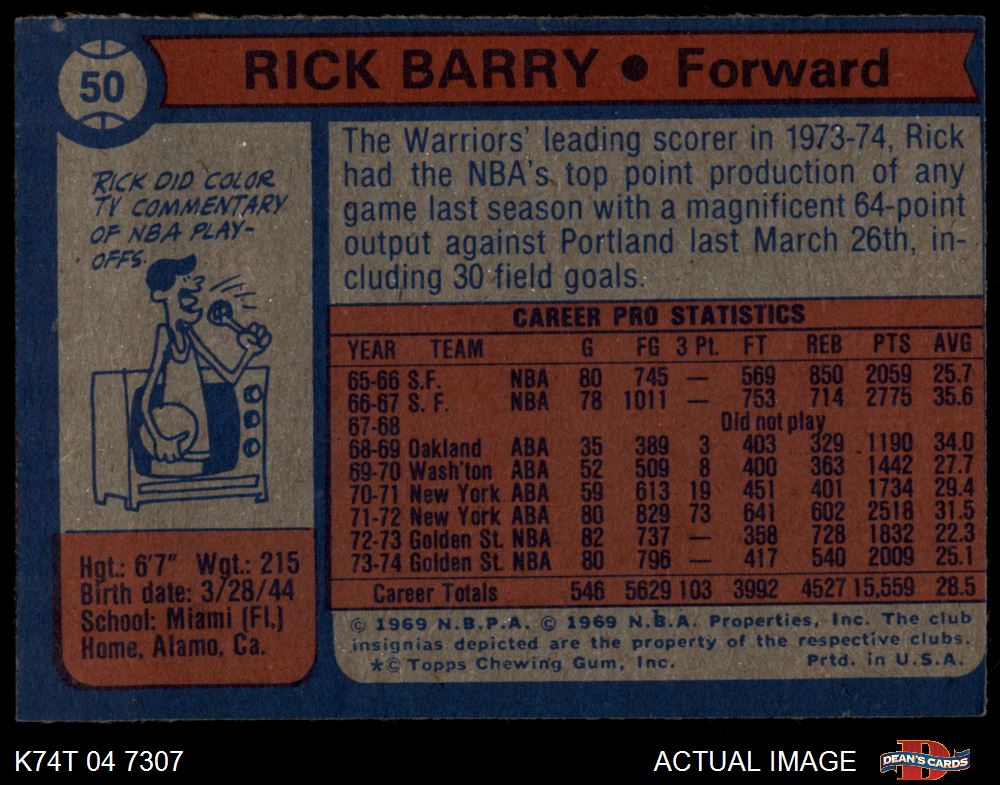 50
RICK BARRY ● Forward
RICK DID COLOR
TV COMMENTARY
OF NBA PLAY-
OFFS.
The Warriors' leading scorer in 1973-74, Rick
had the NBA's top point production of any
game last season with a magnificent 64-point
output against Portland last March 26th, in-
cluding 30 field goals.
CAREER PRO STATISTICS
YEAR TEAM G FG 3 Pt. FT REB PTS AVG
65-66 S.F. NBA 80 745 — 569 850 2059 25.7
66-67 S. F. NBA 78 1011 — 753 714 2775 35.6
67-68 Did not play
68-69 Oakland ABA 35 389 3 403 329 1190 34.0
69-70 Wash'ton ABA 52 509 8 400 363 1442 27.7
70-71 New York ABA 59 613 19 451 401 1734 29.4
71-72 New York ABA 80 829 73 641 602 2518 31.5
72-73 Golden St. NBA 82 737 — 358 728 1832 22.3
73-74 Golden St. NBA 80 796 — 417 540 2009 25.1
Career Totals 546 5629 103 3992 4527 15,559 28.5
Hgt.: 6'7" Wgt.: 215
Birth date: 3/28/44
School: Miami (Fl.)
Home, Alamo, Ca.
© 1969 N.B.P.A. © 1969 N.B.A. Properties, Inc. The club
insignias depicted are the property of the respective clubs.
*© Topps Chewing Gum, Inc. Prtd. in U.S.A.
K74T 04 7307
ACTUAL IMAGE
D
DEAN'S CARDS